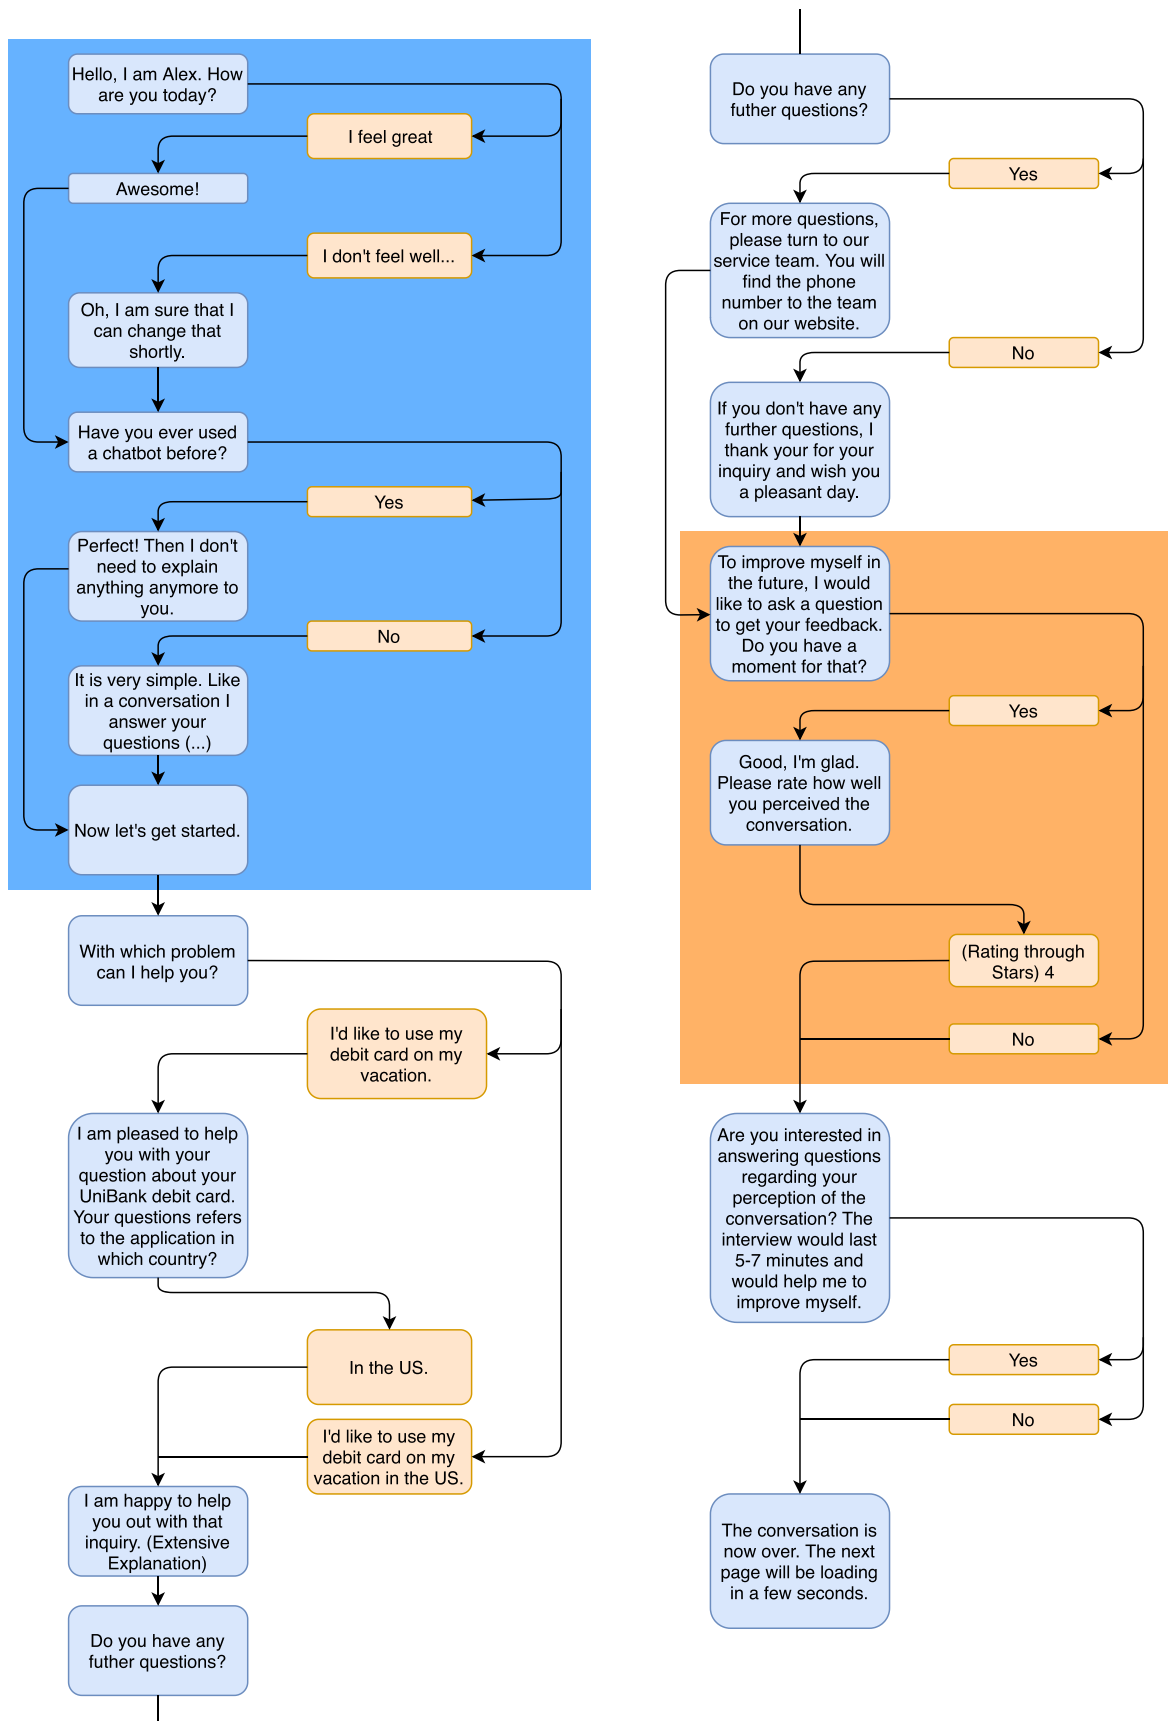 Hello, I am Alex. How
are you today?
I feel great
Awesome!
I don't feel well...
Oh, I am sure that I
can change that
shortly.
Have you ever used
a chatbot before?
Yes
Perfect! Then I don't
need to explain
anything anymore to
you.
No
It is very simple. Like
in a conversation I
answer your
questions (...)
Now let's get started.
With which problem
can I help you?
I'd like to use my
debit card on my
vacation.
I am pleased to help
you with your
question about your
UniBank debit card.
Your questions refers
to the application in
which country?
In the US.
I'd like to use my
debit card on my
vacation in the US.
I am happy to help
you out with that
inquiry. (Extensive
Explanation)
Do you have any
futher questions?
Do you have any
futher questions?
Yes
For more questions,
please turn to our
service team. You will
find the phone
number to the team
on our website.
No
If you don't have any
further questions, I
thank your for your
inquiry and wish you
a pleasant day.
To improve myself in
the future, I would
like to ask a question
to get your feedback.
Do you have a
moment for that?
Yes
Good, I'm glad.
Please rate how well
you perceived the
conversation.
(Rating through
Stars) 4
No
Are you interested in
answering questions
regarding your
perception of the
conversation? The
interview would last
5-7 minutes and
would help me to
improve myself.
Yes
No
The conversation is
now over. The next
page will be loading
in a few seconds.